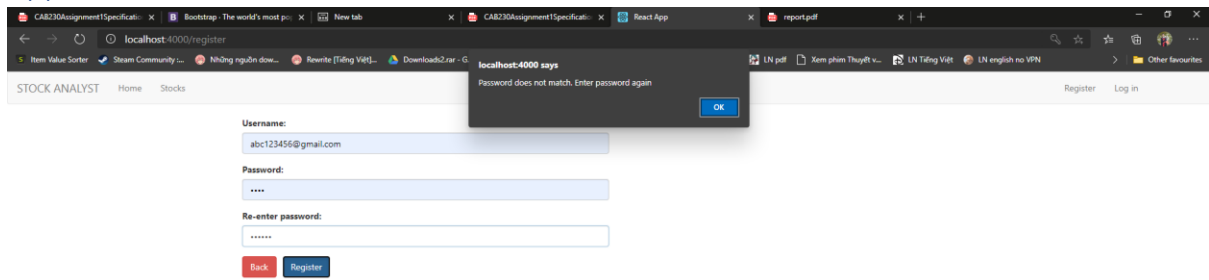 CAB230Assignment1Specificatio
Bootstrap · The world's most pop
New tab
CAB230Assignment1Specificatio
React App
report.pdf
localhost:4000/register
Item Value Sorter
Steam Community :...
Những nguồn dow...
Rewrite [Tiếng Việt]...
Downloads2.rar - G
LN pdf
Xem phim Thuyết v...
LN Tiếng Việt
LN english no VPN
Other favourites
localhost:4000 says
Password does not match. Enter password again
OK
STOCK ANALYST Home Stocks
Register Log in
Username:
abc123456@gmail.com
Password:
••••
Re-enter password:
••••••
Back Register